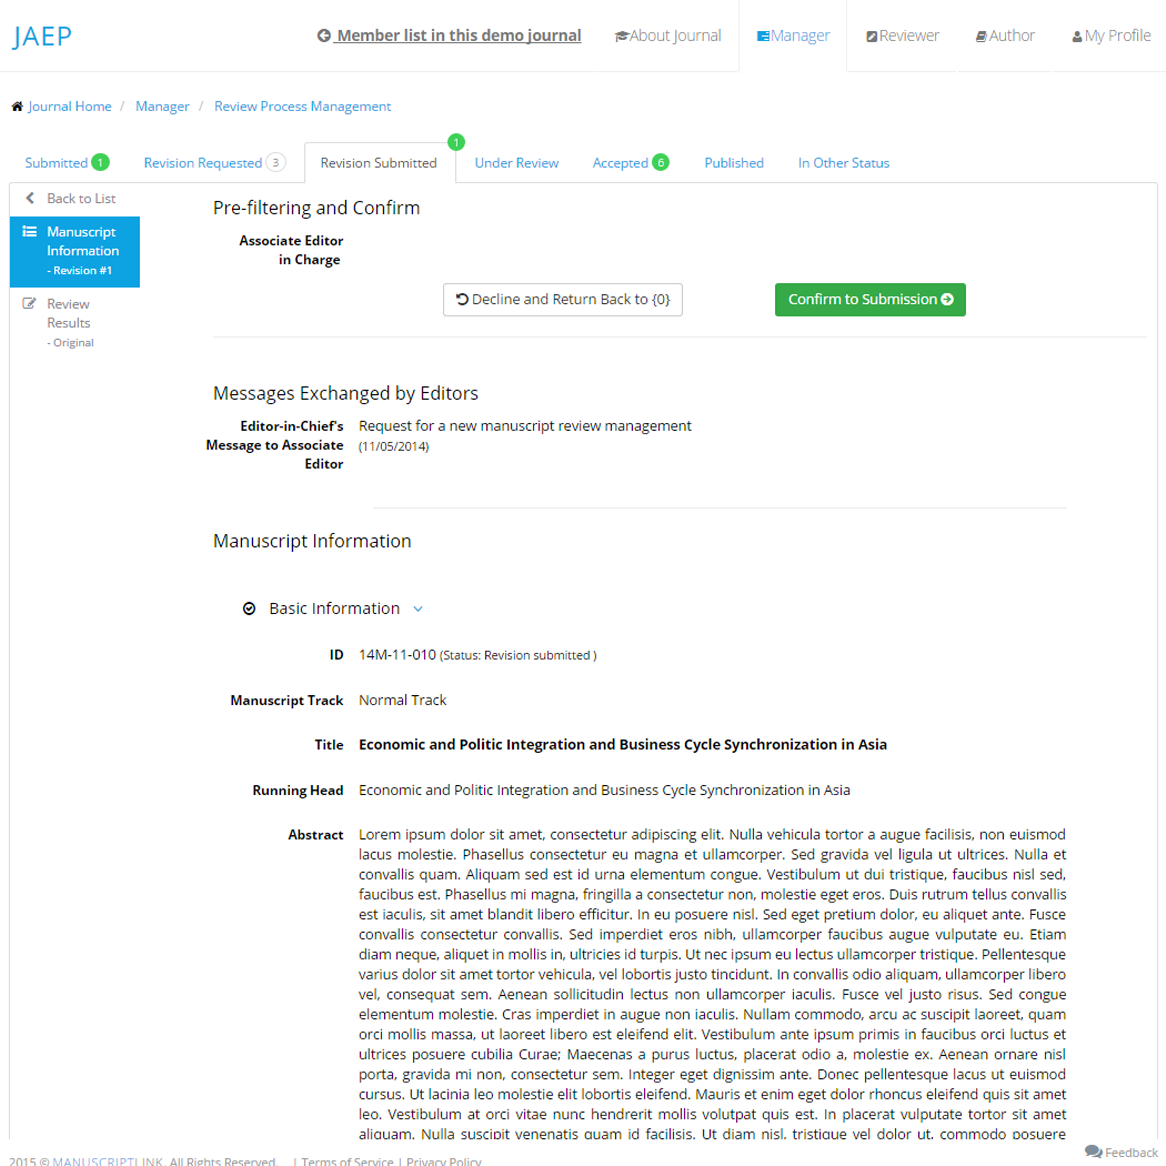 JAEP
Member list in this demo journal
About Journal
Manager
Reviewer
Author
My Profile
Journal Home / Manager / Review Process Management
Submitted 1
Revision Requested 3
Revision Submitted 1
Under Review
Accepted 6
Published
In Other Status
Back to List
Manuscript
Information
- Revision #1
Review
Results
- Original
Pre-filtering and Confirm
Associate Editor
in Charge
Decline and Return Back to {0}
Confirm to Submission
Messages Exchanged by Editors
Editor-in-Chief's
Message to Associate
Editor
Request for a new manuscript review management
(11/05/2014)
Manuscript Information
Basic Information
ID 14M-11-010 (Status: Revision submitted )
Manuscript Track Normal Track
Title Economic and Politic Integration and Business Cycle Synchronization in Asia
Running Head Economic and Politic Integration and Business Cycle Synchronization in Asia
Abstract Lorem ipsum dolor sit amet, consectetur adipiscing elit. Nulla vehicula tortor a augue facilisis, non euismod
lacus molestie. Phasellus consectetur eu magna et ullamcorper. Sed gravida vel ligula ut ultrices. Nulla et
convallis quam. Aliquam sed est id urna elementum congue. Vestibulum ut dui tristique, faucibus nisl sed,
faucibus est. Phasellus mi magna, fringilla a consectetur non, molestie eget eros. Duis rutrum tellus convallis
est iaculis, sit amet blandit libero efficitur. In eu posuere nisl. Sed eget pretium dolor, eu aliquet ante. Fusce
convallis consectetur convallis. Sed imperdiet eros nibh, ullamcorper faucibus augue vulputate eu. Etiam
diam neque, aliquet in mollis in, ultricies id turpis. Ut nec ipsum eu lectus ullamcorper tristique. Pellentesque
varius dolor sit amet tortor vehicula, vel lobortis justo tincidunt. In convallis odio aliquam, ullamcorper libero
vel, consequat sem. Aenean sollicitudin lectus non ullamcorper iaculis. Fusce vel justo risus. Sed congue
elementum molestie. Cras imperdiet in augue non iaculis. Nullam commodo, arcu ac suscipit laoreet, quam
orci mollis massa, ut laoreet libero est eleifend elit. Vestibulum ante ipsum primis in faucibus orci luctus et
ultrices posuere cubilia Curae; Maecenas a purus luctus, placerat odio a, molestie ex. Aenean ornare nisl
porta, gravida mi non, consectetur sem. Integer eget dignissim ante. Donec pellentesque lacus ut euismod
cursus. Ut lacinia leo molestie elit lobortis eleifend. Mauris et enim eget dolor rhoncus eleifend quis sit amet
leo. Vestibulum at orci vitae nunc hendrerit mollis volutpat quis est. In placerat vulputate tortor sit amet
aliquam. Nulla suscipit venenatis quam id facilisis. Ut diam nisl, tristique vel dolor ut, commodo posuere
2015 © MANUSCRIPTLINK. All Rights Reserved. | Terms of Service | Privacy Policy
Feedback